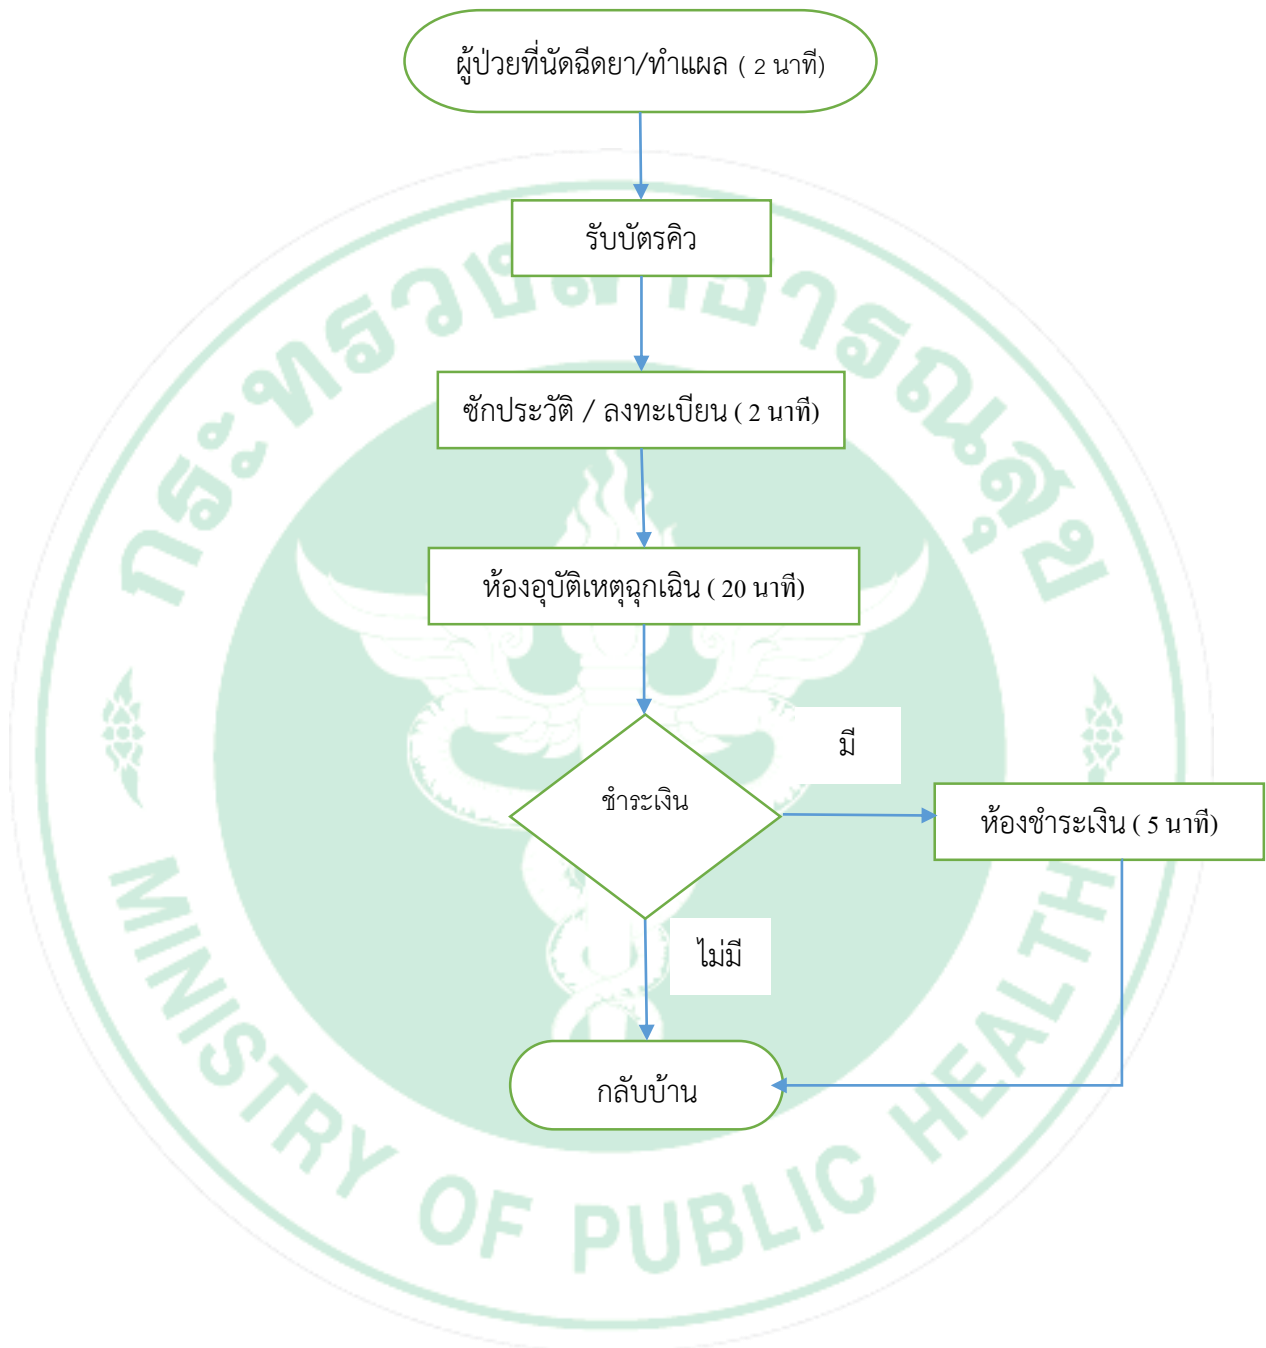 ผู้ป่วยที่นัดฉีดยา/ทำแผล ( 2 นาที)
รับบัตรคิว
กระทรวงสาธารณสุข
ซักประวัติ / ลงทะเบียน ( 2 นาที)
ห้องอุบัติเหตุฉุกเฉิน ( 20 นาที)
มี
ชำระเงิน
ห้องชำระเงิน ( 5 นาที)
ไม่มี
กลับบ้าน
MINISTRY OF PUBLIC HEALTH